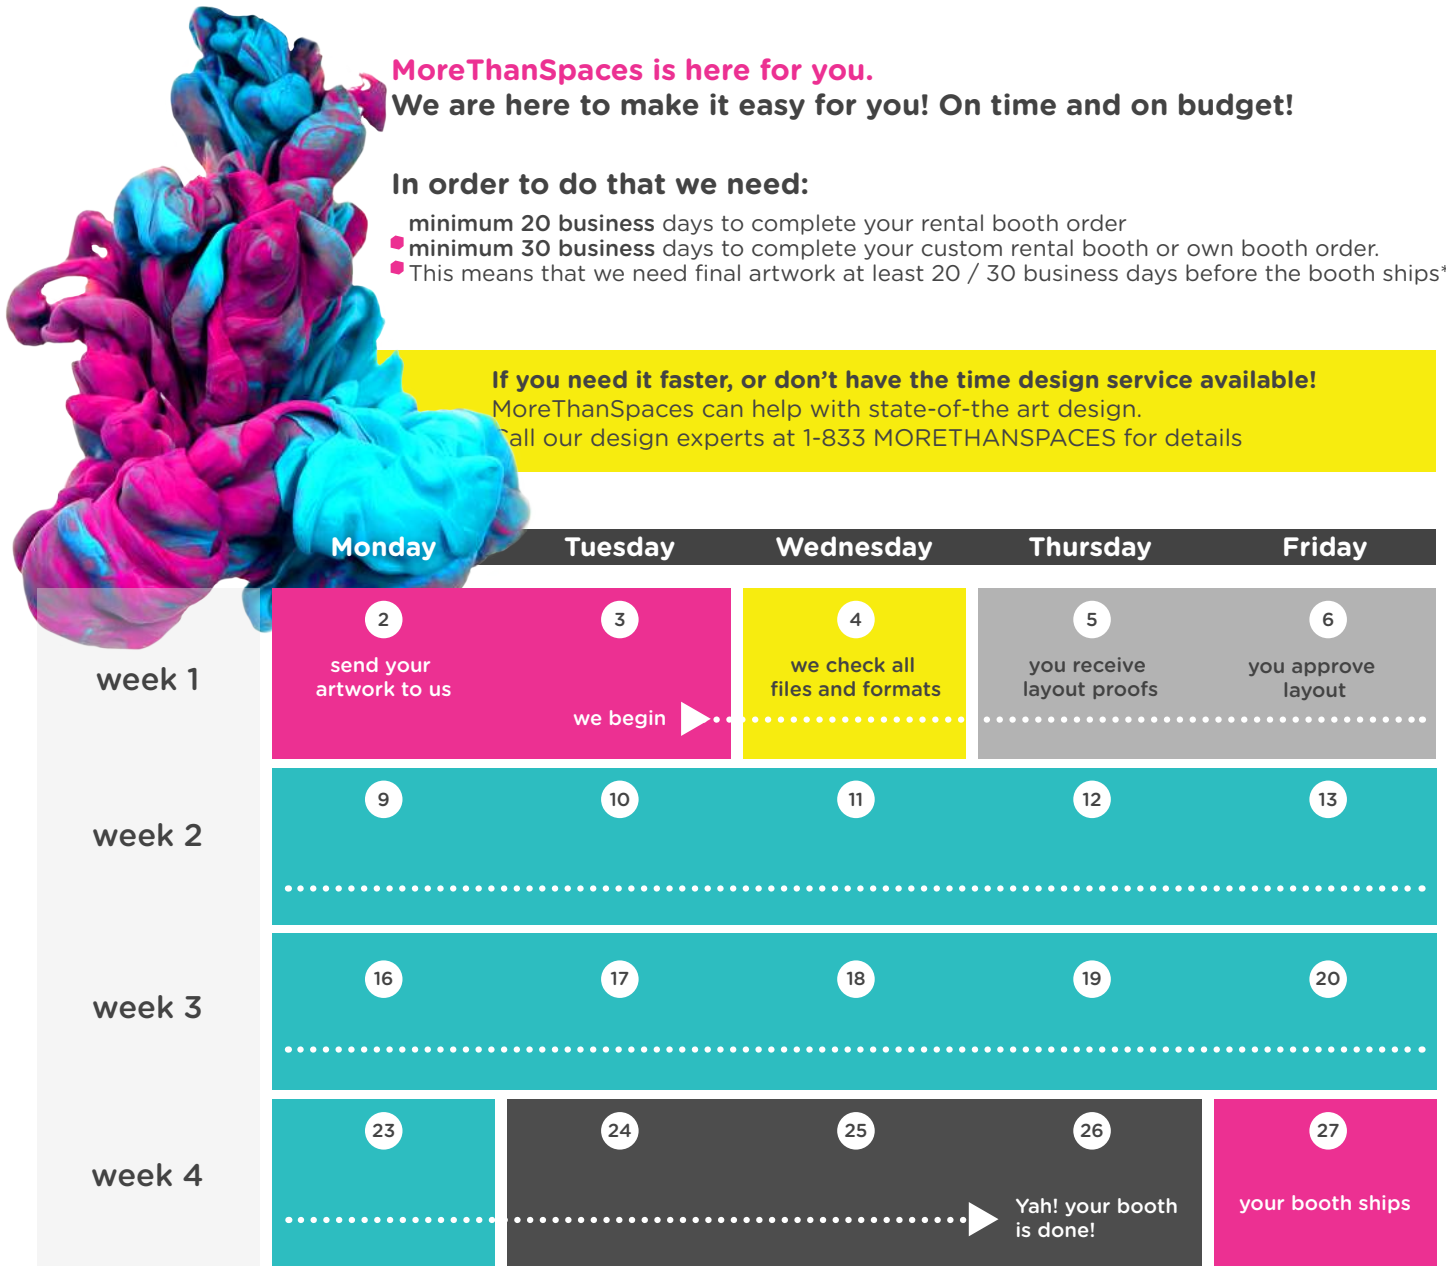 MoreThanSpaces is here for you.
We are here to make it easy for you! On time and on budget!
In order to do that we need:
minimum 20 business days to complete your rental booth order
minimum 30 business days to complete your custom rental booth or own booth order.
This means that we need final artwork at least 20 / 30 business days before the booth ships*
If you need it faster, or don't have the time design service available!
MoreThanSpaces can help with state-of-the art design.
Call our design experts at 1-833 MORETHANSPACES for details
Monday Tuesday Wednesday Thursday Friday
week 1
2 3 4 5 6
send your
artwork to us
we begin
we check all
files and formats
you receive
layout proofs
you approve
layout
week 2
9 10 11 12 13
week 3
16 17 18 19 20
week 4
23 24 25 26 27
Yah! your booth
is done!
your booth ships